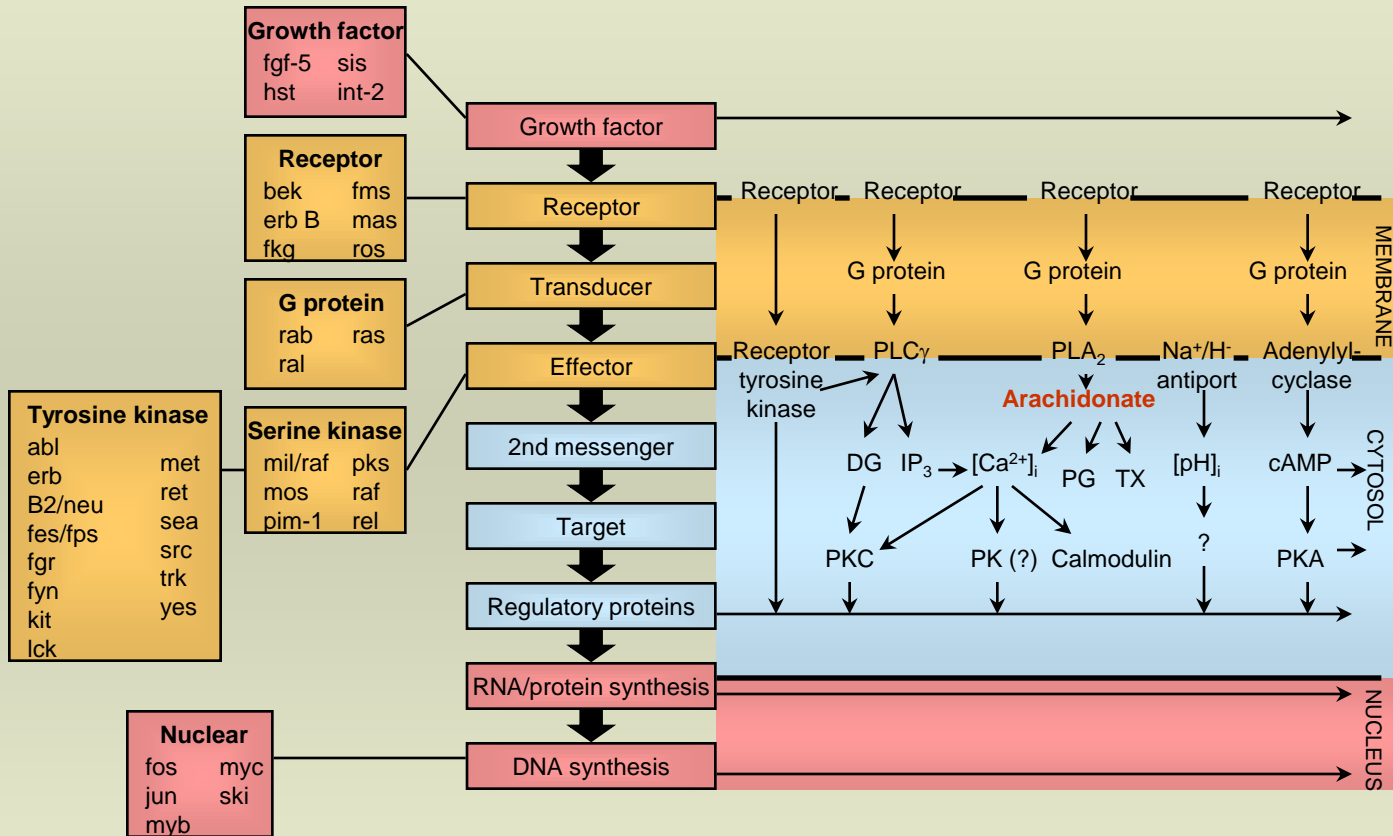 Growth factor
fgf-5 sis
hst int-2
Growth factor
Receptor
bek fms
erb B mas
fkg ros
Receptor
Receptor Receptor Receptor Receptor
G protein
rab ras
ral
Transducer
G protein G protein G protein
MEMBRANE
Effector
Receptor tyrosine kinase
PLCγ
PLA₂
Na⁺/H⁻ antiport
Adenylyl-cyclase
Tyrosine kinase
abl
erb
B2/neu
fes/fps
fgr
fyn
kit
lck
met
ret
sea
src
trk
yes
Serine kinase
mil/raf pks
mos raf
pim-1 rel
Arachidonate
2nd messenger
DG IP₃ [Ca²⁺]ᵢ PG TX [pH]ᵢ cAMP
CYTOSOL
Target
PKC PK (?) Calmodulin ? PKA
Regulatory proteins
RNA/protein synthesis
NUCLEUS
Nuclear
fos myc
jun ski
myb
DNA synthesis